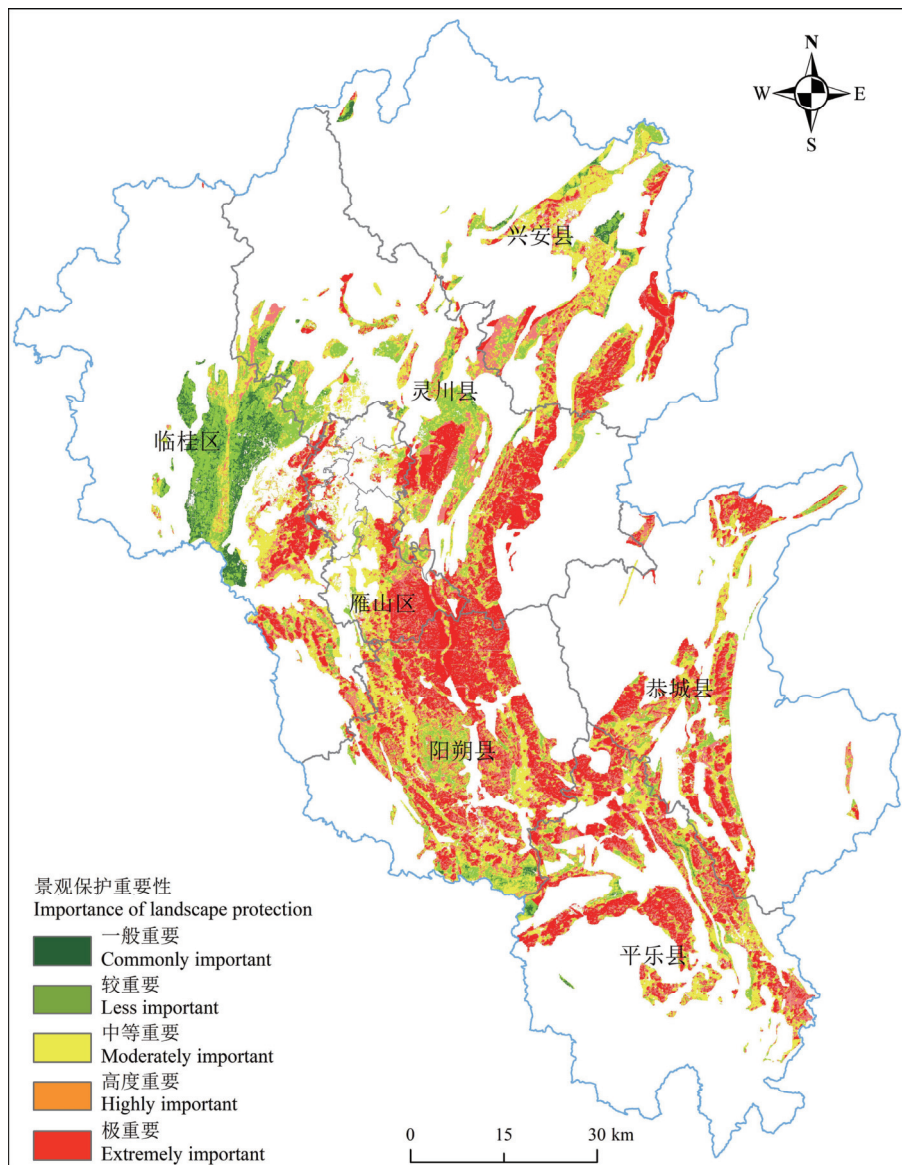 N
W E
S
兴安县
灵川县
临桂区
雁山区
恭城县
阳朔县
平乐县
景观保护重要性
Importance of landscape protection
一般重要
Commonly important
较重要
Less important
中等重要
Moderately important
高度重要
Highly important
极重要
Extremely important
0 15 30 km